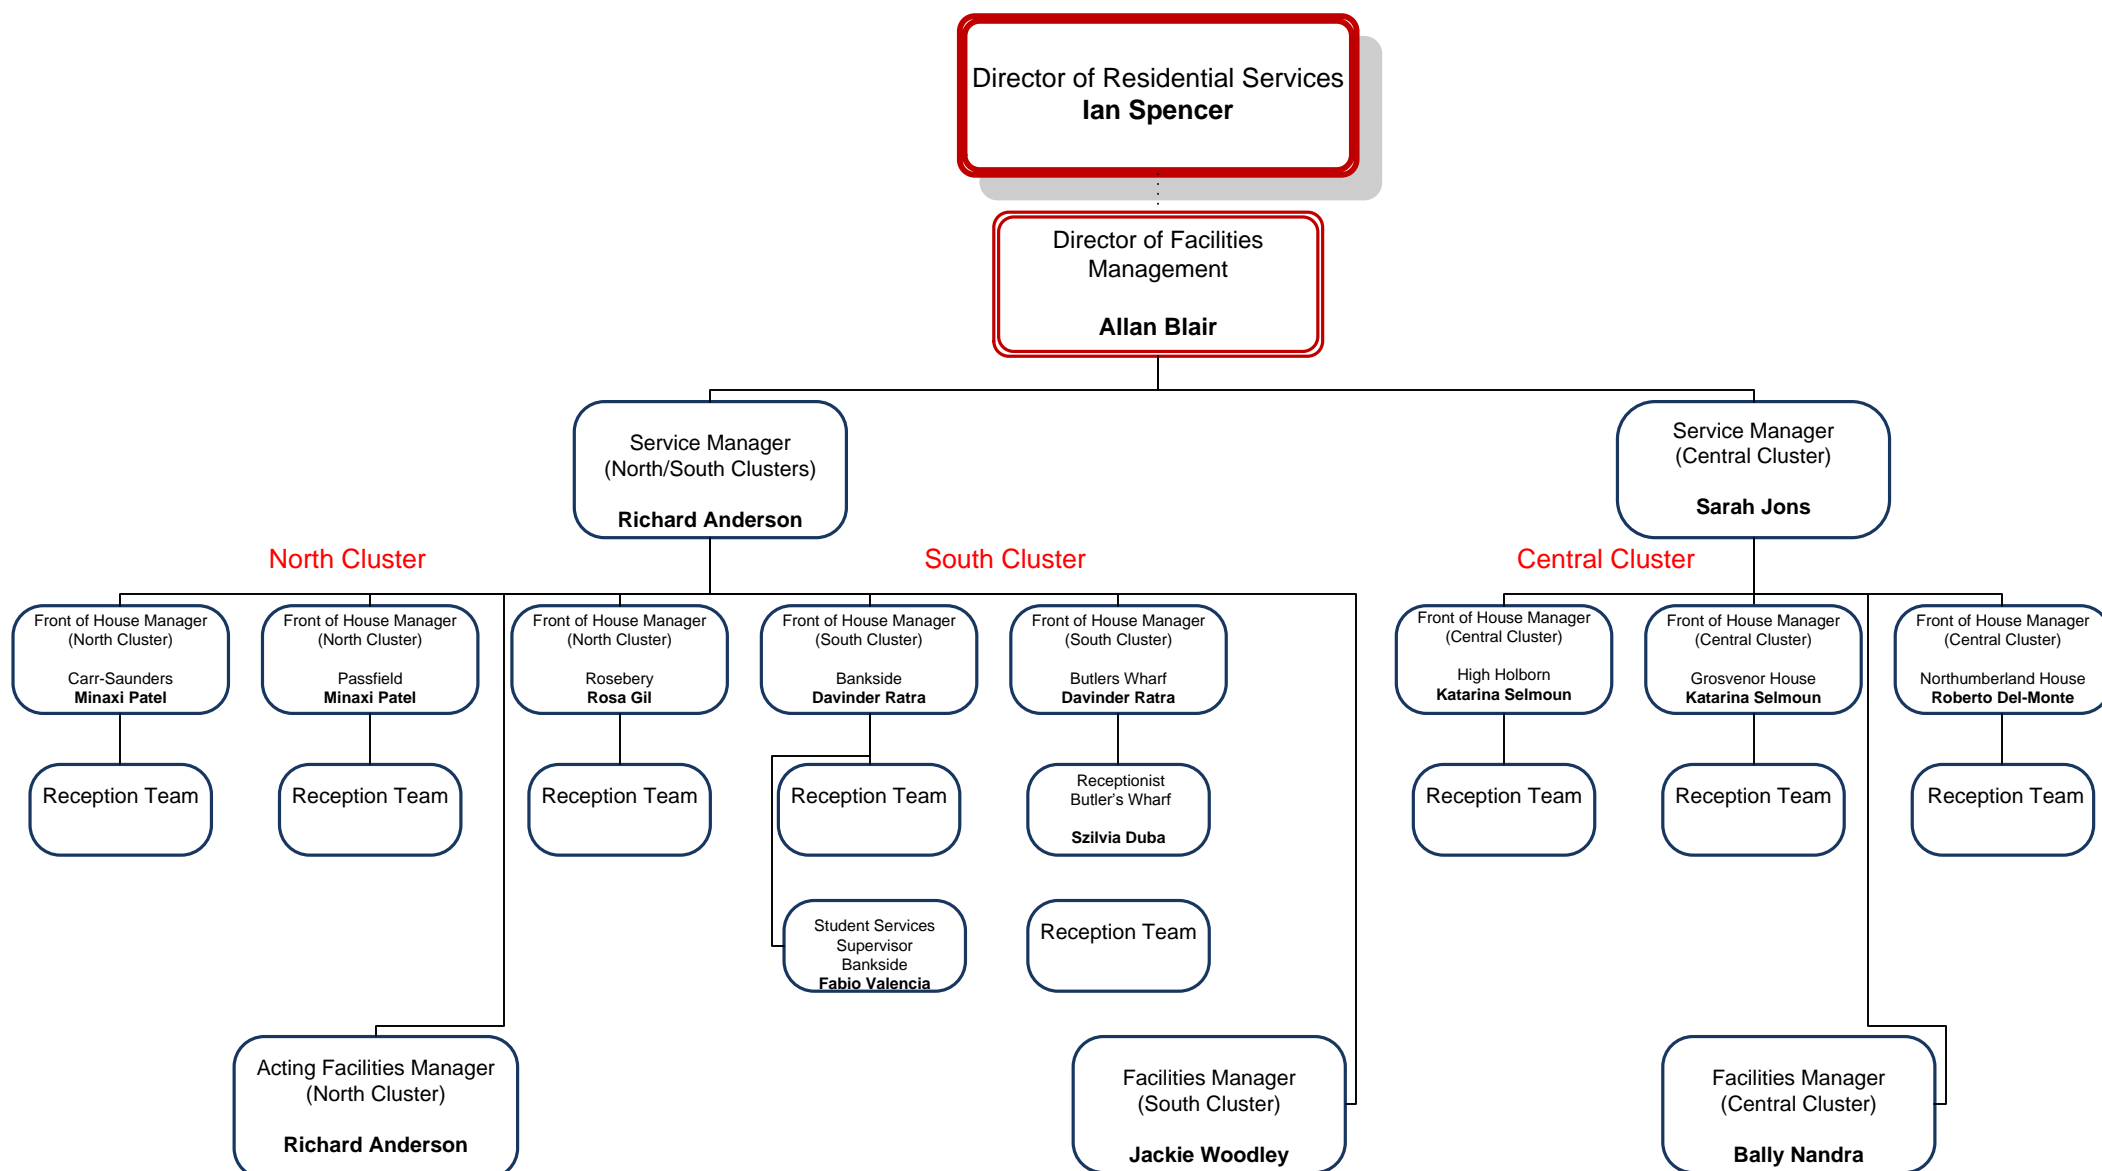 Director of Residential Services
Ian Spencer
Director of Facilities
Management
Allan Blair
Service Manager
(North/South Clusters)
Richard Anderson
Service Manager
(Central Cluster)
Sarah Jons
North Cluster
South Cluster
Central Cluster
Front of House Manager
(North Cluster)
Carr-Saunders
Minaxi Patel
Front of House Manager
(North Cluster)
Passfield
Minaxi Patel
Front of House Manager
(North Cluster)
Rosebery
Rosa Gil
Front of House Manager
(South Cluster)
Bankside
Davinder Ratra
Front of House Manager
(South Cluster)
Butlers Wharf
Davinder Ratra
Front of House Manager
(Central Cluster)
High Holborn
Katarina Selmoun
Front of House Manager
(Central Cluster)
Grosvenor House
Katarina Selmoun
Front of House Manager
(Central Cluster)
Northumberland House
Roberto Del-Monte
Reception Team
Reception Team
Reception Team
Reception Team
Receptionist
Butler's Wharf
Szilvia Duba
Reception Team
Reception Team
Reception Team
Student Services
Supervisor
Bankside
Fabio Valencia
Reception Team
Acting Facilities Manager
(North Cluster)
Richard Anderson
Facilities Manager
(South Cluster)
Jackie Woodley
Facilities Manager
(Central Cluster)
Bally Nandra